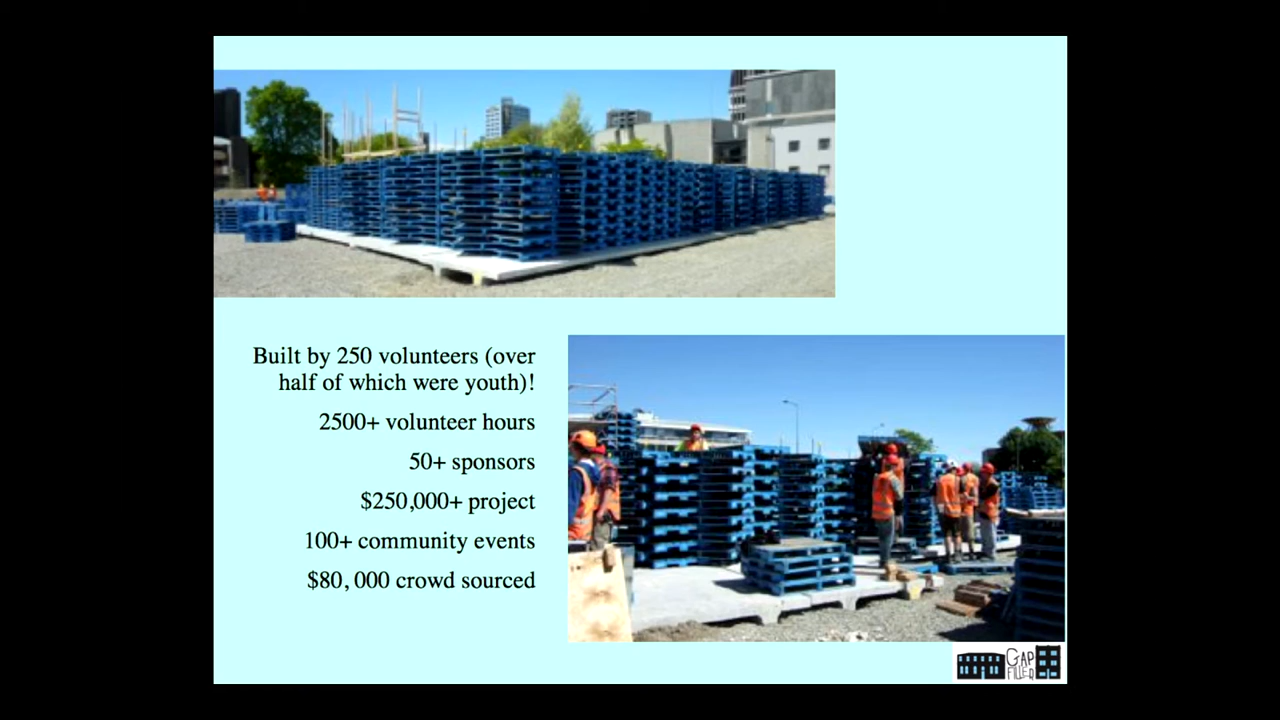 Built by 250 volunteers (over
half of which were youth)!
2500+ volunteer hours
50+ sponsors
$250,000+ project
100+ community events
$80, 000 crowd sourced
GAP
FILLER